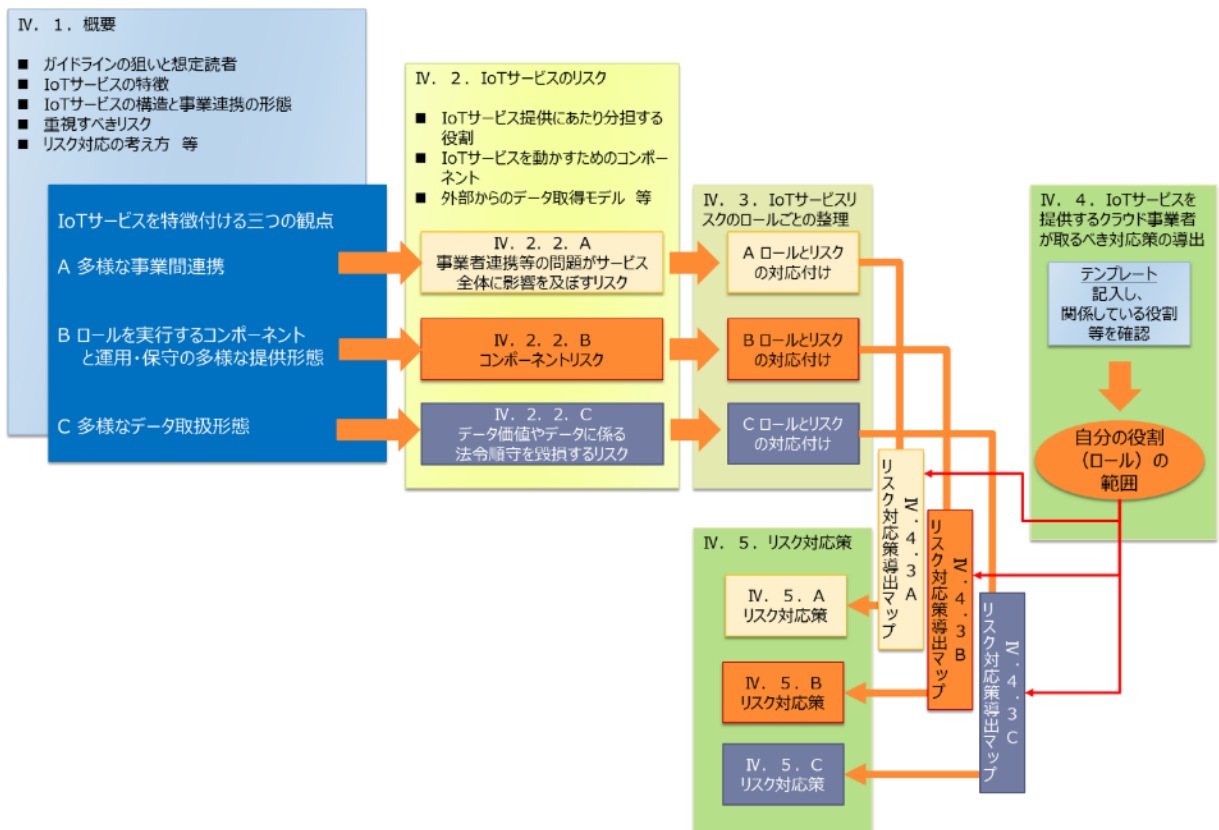 Ⅳ．１．概要
■ ガイドラインの狙いと想定読者
■ IoTサービスの特徴
■ IoTサービスの構造と事業連携の形態
■ 重視すべきリスク
■ リスク対応の考え方 等
IoTサービスを特徴付ける三つの観点
A 多様な事業間連携
B ロールを実行するコンポーネント
と運用・保守の多様な提供形態
C 多様なデータ取扱形態
Ⅳ．２．IoTサービスのリスク
■ IoTサービス提供にあたり分担する
役割
■ IoTサービスを動かすためのコンポー
ネント
■ 外部からのデータ取得モデル 等
Ⅳ．２．２．A
事業者連携等の問題がサービス
全体に影響を及ぼすリスク
Ⅳ．２．２．B
コンポーネントリスク
Ⅳ．２．２．C
データ価値やデータに係る
法令順守を毀損するリスク
Ⅳ．３．IoTサービスリ
スクのロールごとの整理
A ロールとリスク
の対応付け
B ロールとリスク
の対応付け
C ロールとリスク
の対応付け
Ⅳ．４．IoTサービスを
提供するクラウド事業者
が取るべき対応策の導出
テンプレート
記入し、
関係している役割
等を確認
自分の役割
（ロール）の
範囲
Ⅳ．４．３A
リスク対応策導出マップ
Ⅳ．４．３B
リスク対応策導出マップ
Ⅳ．４．３C
リスク対応策導出マップ
Ⅳ．５．リスク対応策
Ⅳ．５．A
リスク対応策
Ⅳ．５．B
リスク対応策
Ⅳ．５．C
リスク対応策